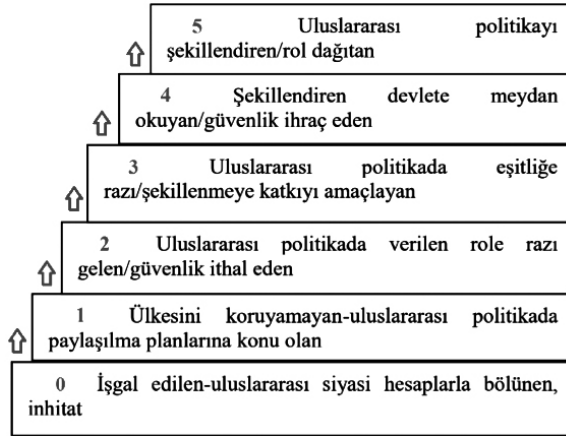 5 Uluslararası politikayı
şekillendiren/rol dağıtan
4 Şekillendiren devlete meydan
okuyan/güvenlik ihraç eden
3 Uluslararası politikada eşitliğe
razı/şekillenmeye katkıyı amaçlayan
2 Uluslararası politikada verilen role razı
gelen/güvenlik ithal eden
1 Ülkesini koruyamayan-uluslararası politikada
paylaşılma planlarına konu olan
0 İşgal edilen-uluslararası siyasi hesaplarla bölünen,
inhitat